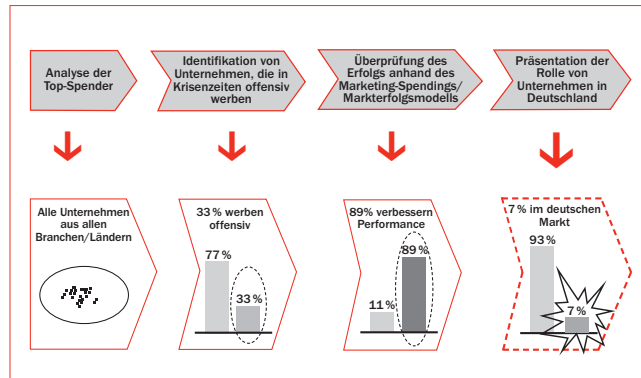 Analyse der
Top-Spender
Identifikation von
Unternehmen, die in
Krisenzeiten offensiv
werben
Überprüfung des
Erfolgs anhand des
Marketing-Spendings/
Markterfolgsmodells
Präsentation der
Rolle von
Unternehmen in
Deutschland
Alle Unternehmen
aus allen
Branchen/Ländern
33 % werben
offensiv
77 %
33 %
89% verbessern
Performance
89 %
11 %
7 % im deutschen
Markt
93 %
7 %